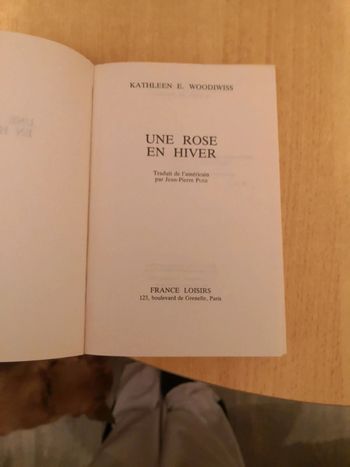 KATHLEEN E. WOODIWISS
UNE ROSE
EN HIVER
Traduit de l'américain
par Jean-Pierre Pugi
FRANCE LOISIRS
123, boulevard de Grenelle, Paris